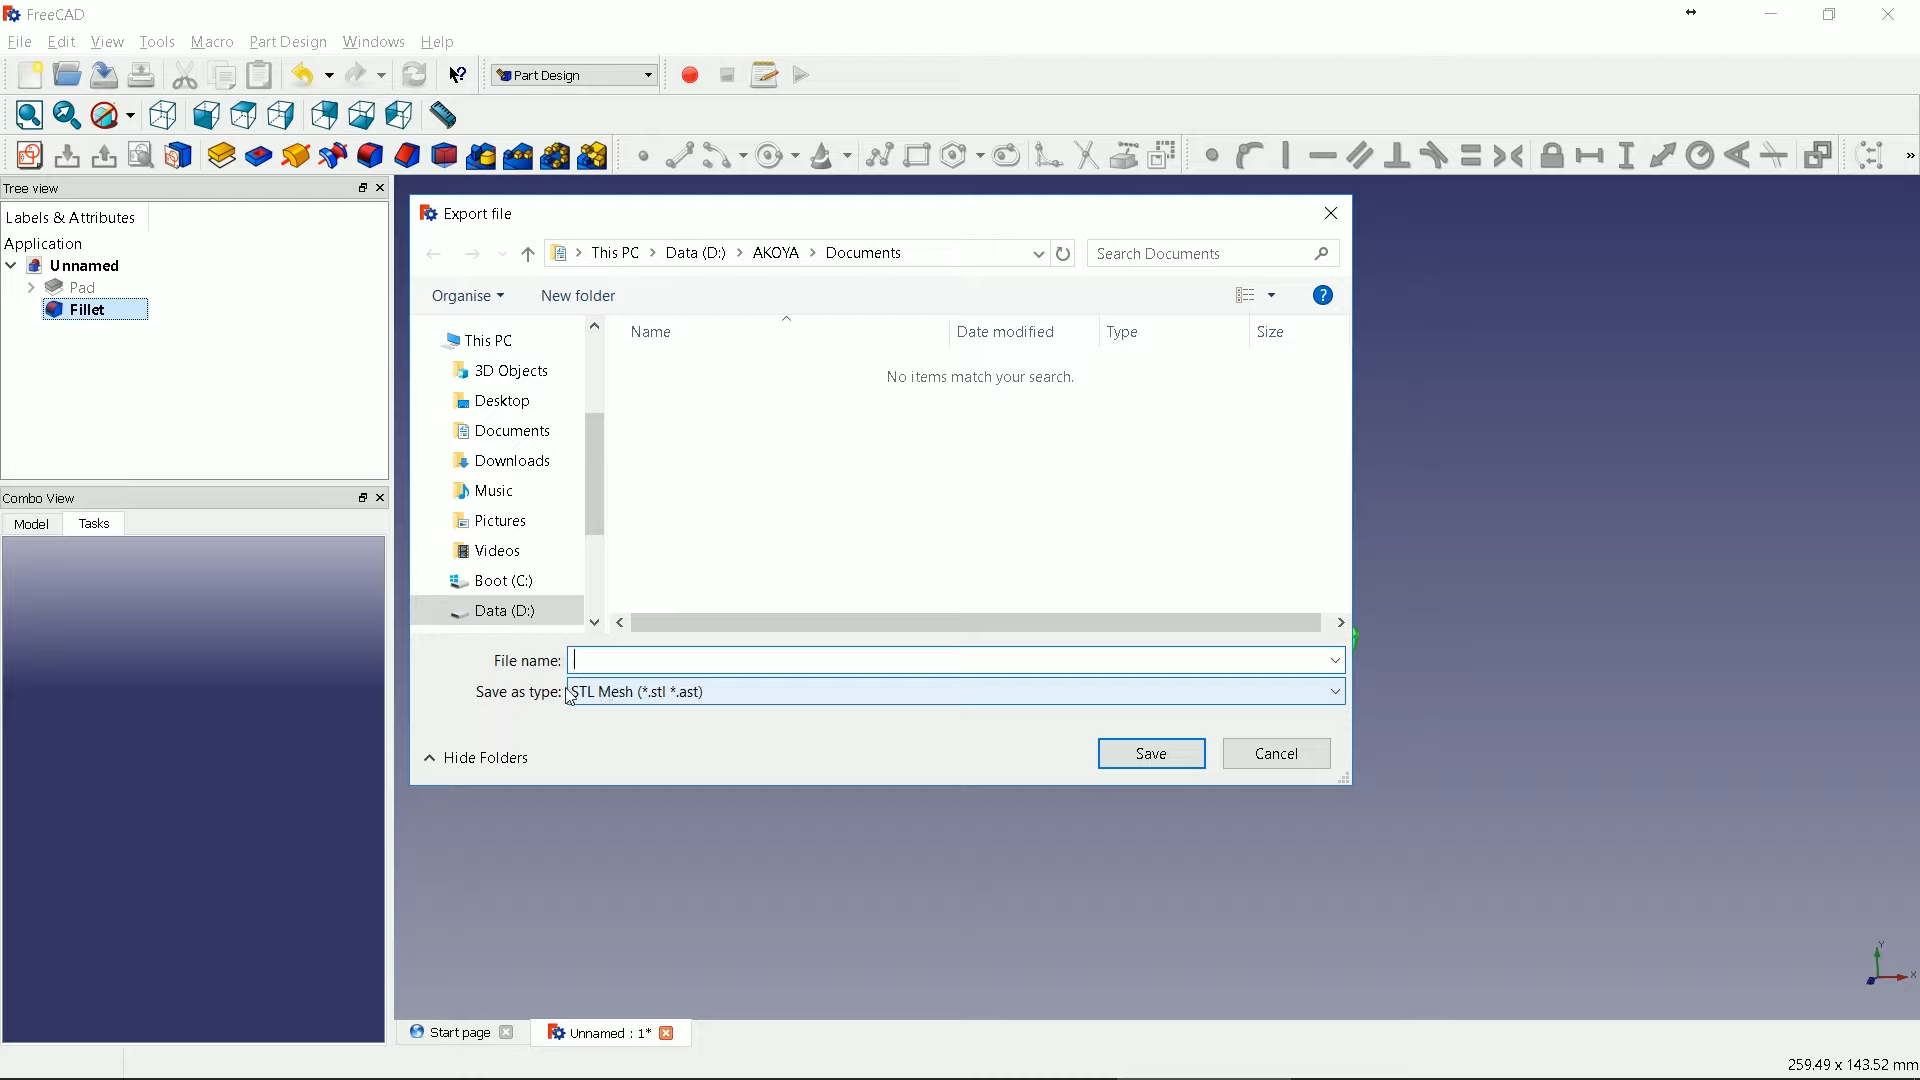 FreeCAD
File Edit View Tools Macro Part Design Windows Help
Part Design
»
Tree view
Labels & Attributes
Application
Unnamed
Pad
Fillet
Combo View
Model Tasks
Export file
This PC > Data (D:) > AKOYA > Documents
Search Documents
Organise New folder
This PC
3D Objects
Desktop
Documents
Downloads
Music
Pictures
Videos
Boot (C:)
Data (D:)
Name Date modified Type Size
No items match your search.
File name:
Save as type: STL Mesh (*.stl *.ast)
Hide Folders
Save Cancel
Y
X
Start page Unnamed : 1*
259.49 x 143.52 mm